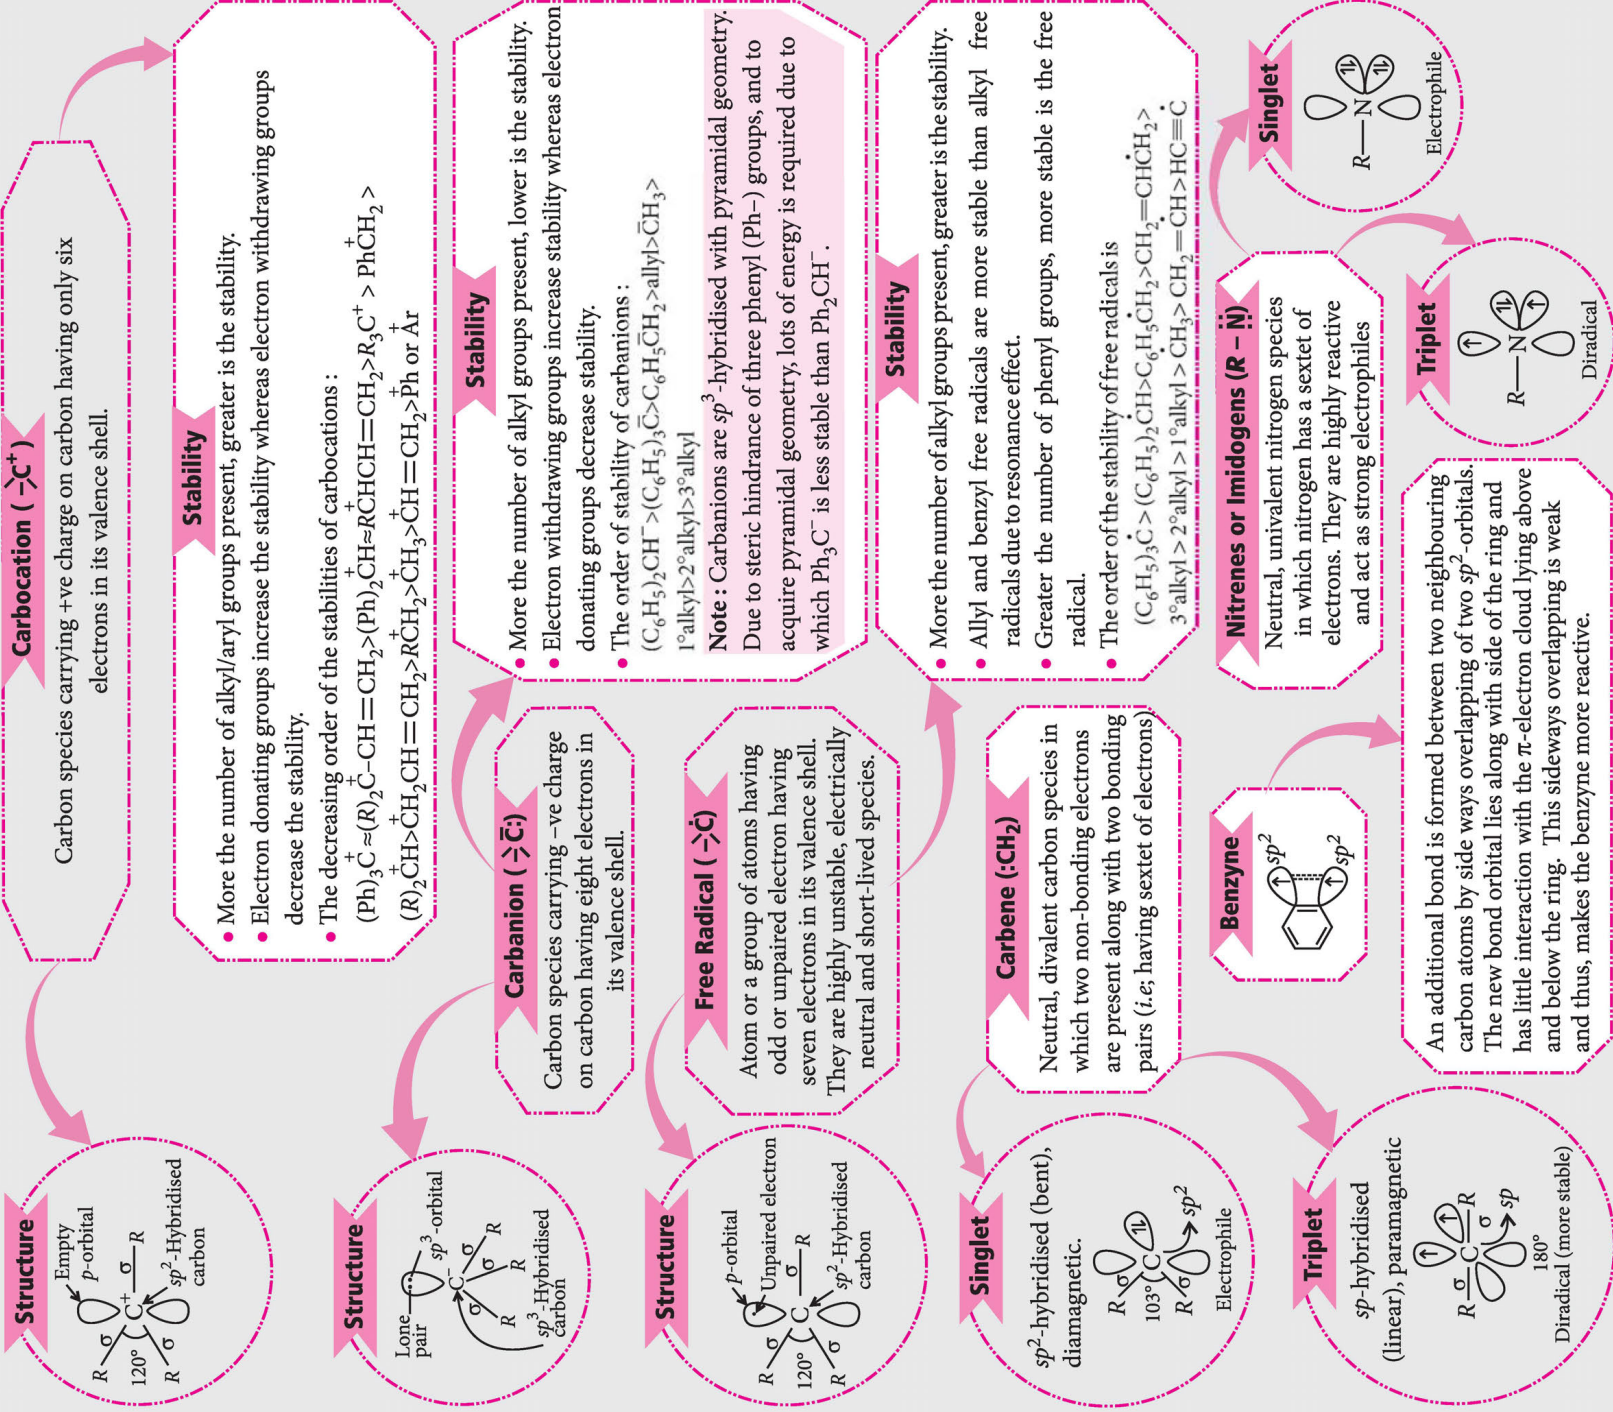 Carbocation (–>C⁺)
Carbon species carrying +ve charge on carbon having only six
electrons in its valence shell.
Structure
Empty
p-orbital
R
σ
120°
C⁺
σ
R
R
σ
sp²-Hybridised
carbon
Stability
• More the number of alkyl/aryl groups present, greater is the stability.
• Electron donating groups increase the stability whereas electron withdrawing groups
decrease the stability.
• The decreasing order of the stabilities of carbocations :
(Ph)₃C⁺≈(R)₂C⁺–CH=CH₂>(Ph)₂C⁺H≈RC⁺HCH=CH₂>R₃C⁺ > PhC⁺H₂ >
(R)₂C⁺H>C⁺H₂CH=CH₂>RC⁺H₂>C⁺H₃>C⁺H=CH₂>Ph⁺ or Ar⁺
Carbanion (–>C̄:)
Carbon species carrying –ve charge
on carbon having eight electrons in
its valence shell.
Structure
Lone
pair
sp³-orbital
C⁻
σ
R
σ
R
σ
R
sp³-Hybridised
carbon
Stability
• More the number of alkyl groups present, lower is the stability.
• Electron withdrawing groups increase stability whereas electron
donating groups decrease stability.
• The order of stability of carbanions :
(C₆H₅)₂CH⁻>(C₆H₅)₃C̄>C₆H₅C̄H₂>allyl>C̄H₃>
1°alkyl>2°alkyl>3°alkyl
Note : Carbanions are sp³-hybridised with pyramidal geometry.
Due to steric hindrance of three phenyl (Ph–) groups, and to
acquire pyramidal geometry, lots of energy is required due to
which Ph₃C⁻ is less stable than Ph₂CH⁻.
Free Radical (–>Ċ)
Atom or a group of atoms having
odd or unpaired electron having
seven electrons in its valence shell.
They are highly unstable, electrically
neutral and short-lived species.
Structure
p-orbital
Unpaired electron
R
σ
120°
C
σ
R
R
σ
sp²-Hybridised
carbon
Stability
• More the number of alkyl groups present, greater is the stability.
• Allyl and benzyl free radicals are more stable than alkyl free
radicals due to resonance effect.
• Greater the number of phenyl groups, more stable is the free
radical.
• The order of the stability of free radicals is
(C₆H₅)₃Ċ>(C₆H₅)₂ĊH>C₆H₅ĊH₂>CH₂=CHĊH₂>
3°alkyl>2°alkyl>1°alkyl>ĊH₃>CH₂=ĊH>HC≡Ċ
Carbene (:CH₂)
Neutral, divalent carbon species in
which two non-bonding electrons
are present along with two bonding
pairs (i.e; having sextet of electrons)
Singlet
sp²-hybridised (bent),
diamagnetic.
R
σ
103°
C
R
σ
sp²
Electrophile
Triplet
sp-hybridised
(linear), paramagnetic
R
σ
C
σ
R
sp
180°
Diradical (more stable)
Benzyne
sp²
sp²
An additional bond is formed between two neighbouring
carbon atoms by side ways overlapping of two sp²-orbitals.
The new bond orbital lies along with side of the ring and
has little interaction with the π-electron cloud lying above
and below the ring. This sideways overlapping is weak
and thus, makes the benzyne more reactive.
Nitrenes or Imidogens (R – N̈:)
Neutral, univalent nitrogen species
in which nitrogen has a sextet of
electrons. They are highly reactive
and act as strong electrophiles
Singlet
R—N
Electrophile
Triplet
R—N
Diradical